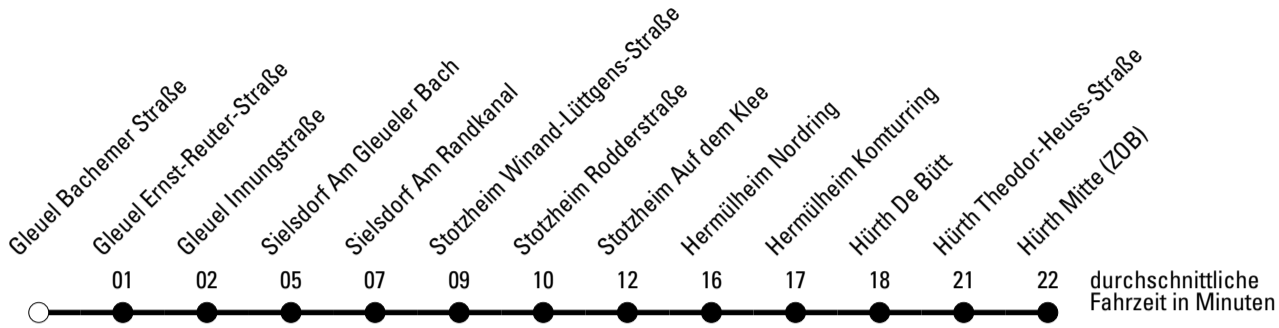 Gleuel Bachemer Straße
Gleuel Ernst-Reuter-Straße
Gleuel Innungstraße
Sielsdorf Am Gleueler Bach
Sielsdorf Am Randkanal
Stotzheim Winand-Lüttgens-Straße
Stotzheim Rodderstraße
Stotzheim Auf dem Klee
Hermülheim Nordring
Hermülheim Komturring
Hürth De Bütt
Hürth Theodor-Heuss-Straße
Hürth Mitte (ZOB)
01 02 05 07 09 10 12 16 17 18 21 22
durchschnittliche
Fahrzeit in Minuten